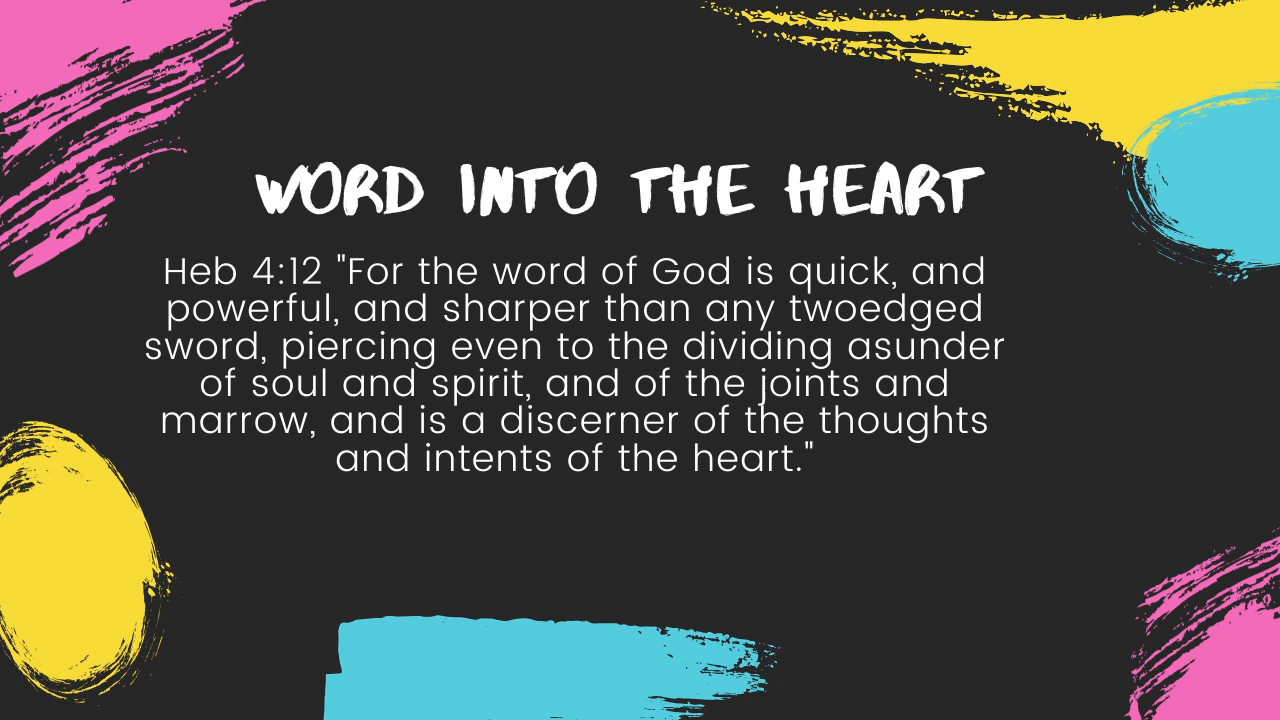 WORD INTO THE HEART
Heb 4:12 "For the word of God is quick, and
powerful, and sharper than any twoedged
sword, piercing even to the dividing asunder
of soul and spirit, and of the joints and
marrow, and is a discerner of the thoughts
and intents of the heart."